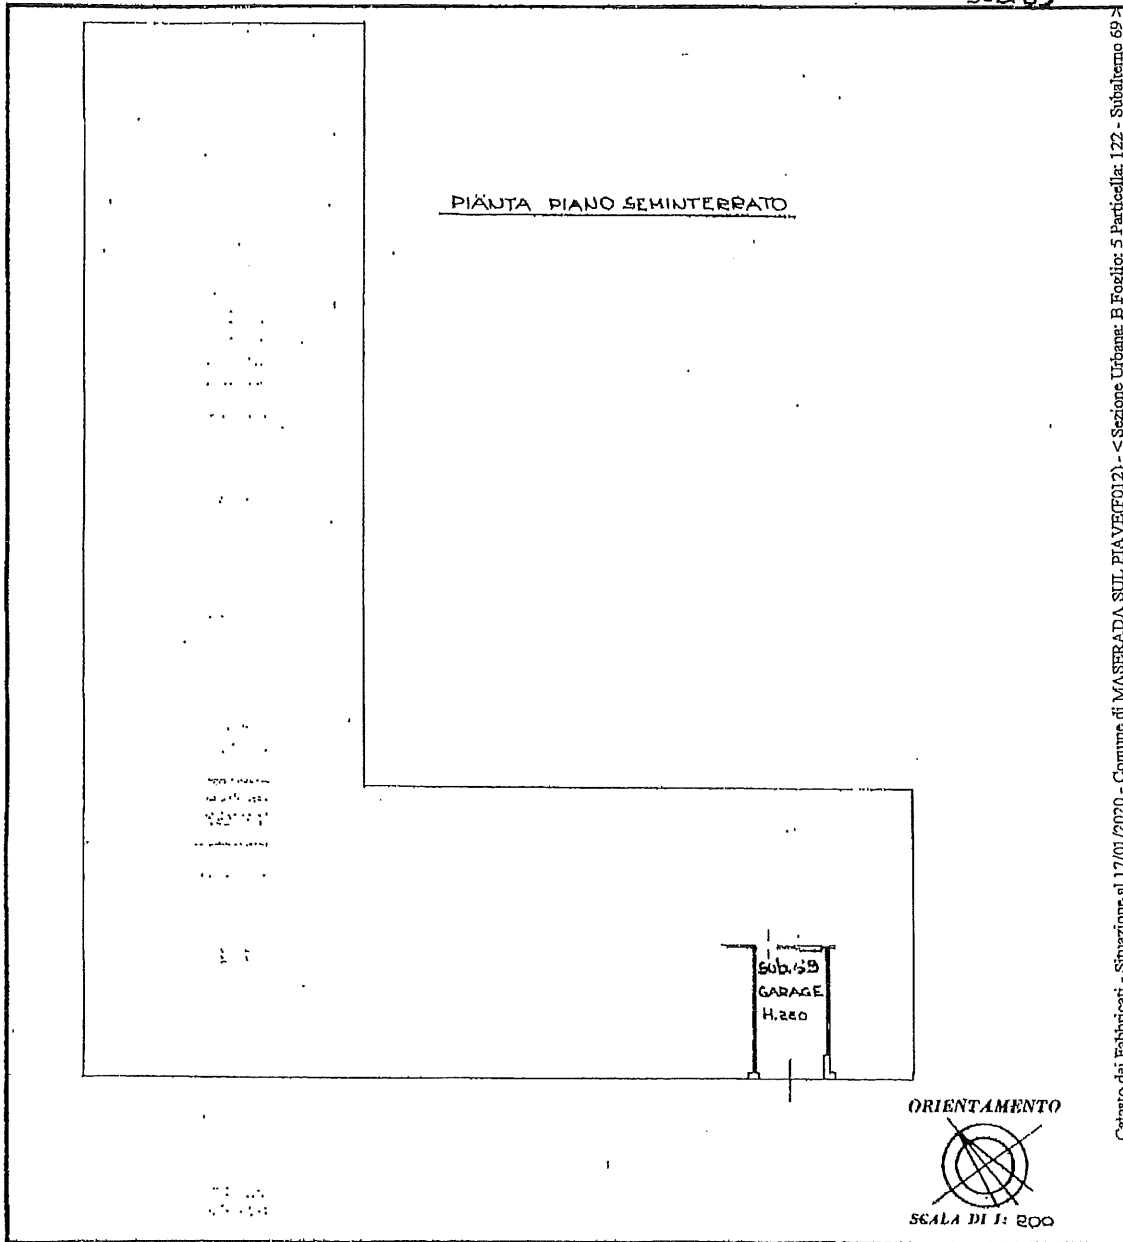 PIANTA PIANO SEMINTERRATO
Sub. 69
GARAGE
H. 220
ORIENTAMENTO
SCALA DI 1: 200
Catasto dei Fabbricati - Situazione al 17/01/2020 - Comune di MASERADA SUL PIAVE(F012) - < Sezione Urbana: B Foglio: 5 Particella: 122 - Subalterno 69 >